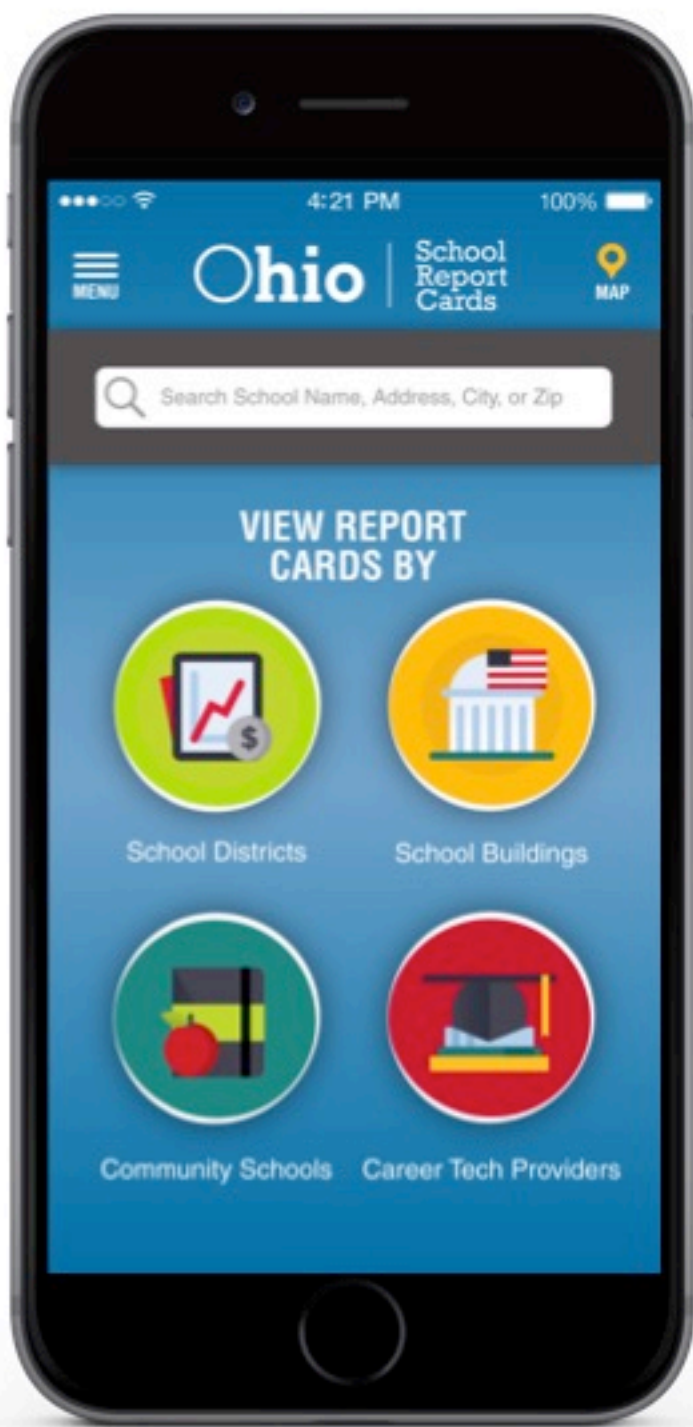 4:21 PM
100%
MENU
Ohio
School
Report
Cards
MAP
Search School Name, Address, City, or Zip
VIEW REPORT
CARDS BY
$
School Districts
School Buildings
Community Schools
Career Tech Providers